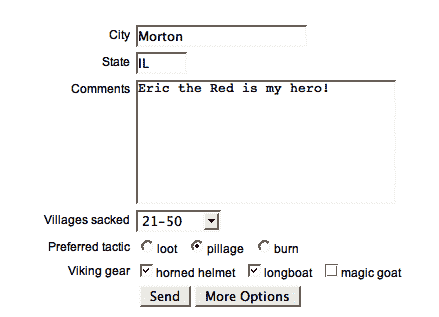 City Morton
State IL
Comments Eric the Red is my hero!
Villages sacked 21-50
Preferred tactic loot pillage burn
Viking gear horned helmet longboat magic goat
Send More Options